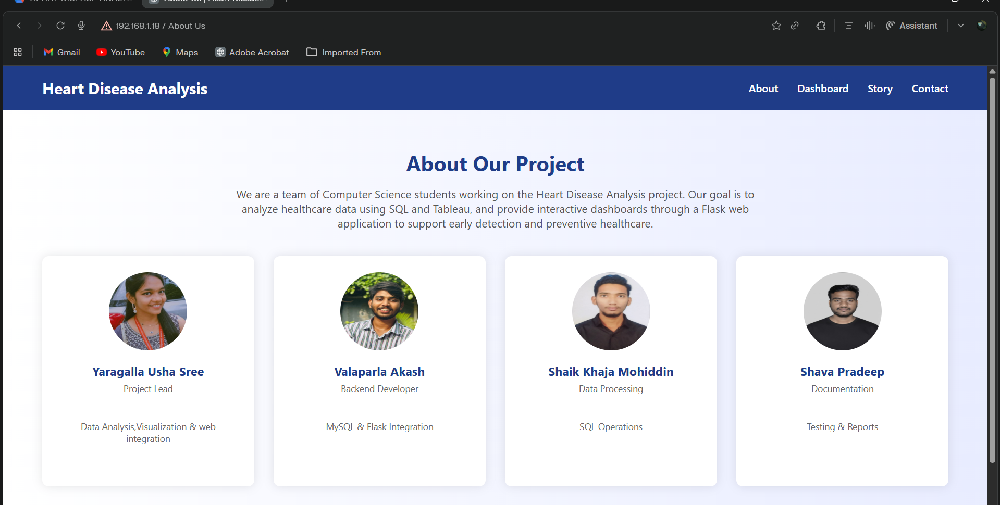 About Us | Heart Disease
192.168.1.18 / About Us
Assistant
Gmail
YouTube
Maps
Adobe Acrobat
Imported From...
Heart Disease Analysis
About
Dashboard
Story
Contact
About Our Project
We are a team of Computer Science students working on the Heart Disease Analysis project. Our goal is to
analyze healthcare data using SQL and Tableau, and provide interactive dashboards through a Flask web
application to support early detection and preventive healthcare.
Yaragalla Usha Sree
Project Lead
Data Analysis,Visualization & web
integration
Valaparla Akash
Backend Developer
MySQL & Flask Integration
Shaik Khaja Mohiddin
Data Processing
SQL Operations
Shava Pradeep
Documentation
Testing & Reports